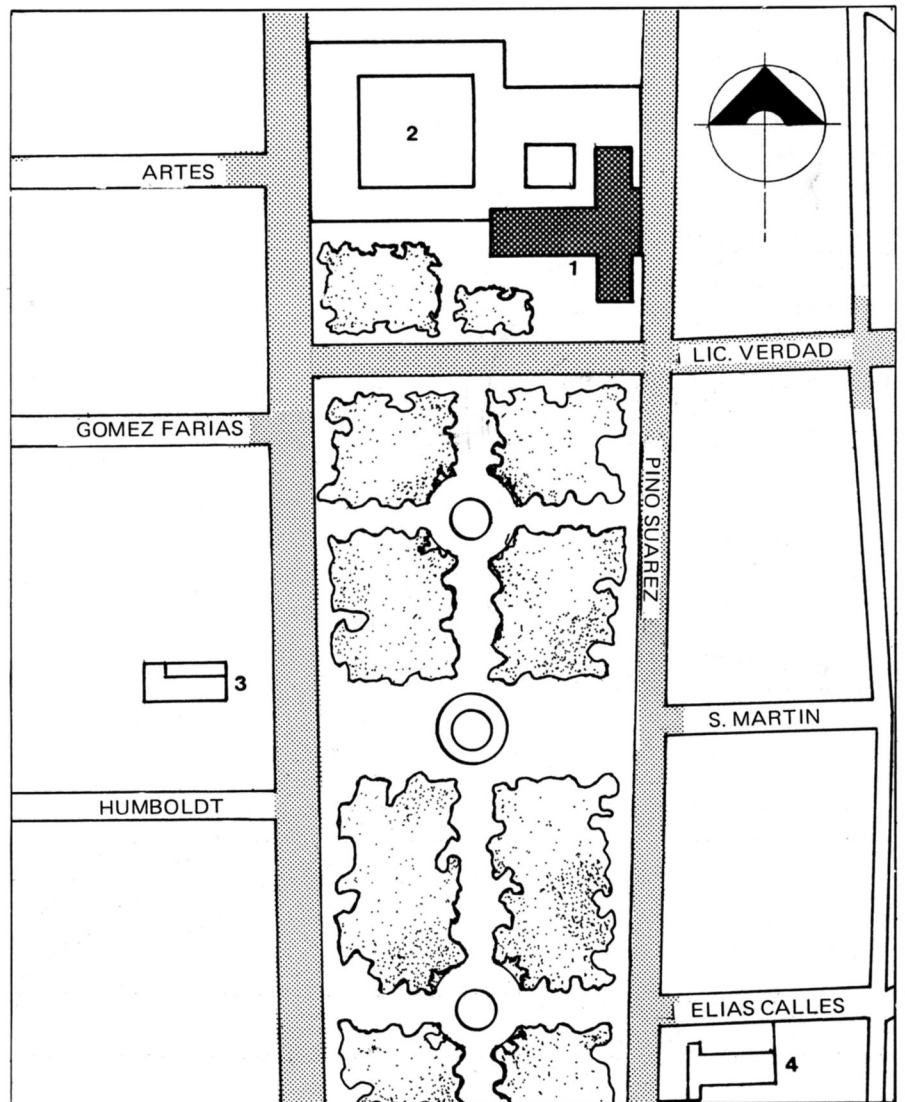 2
ARTES
1
LIC. VERDAD
GOMEZ FARIAS
PINO SUAREZ
3
S. MARTIN
HUMBOLDT
ELIAS CALLES
4